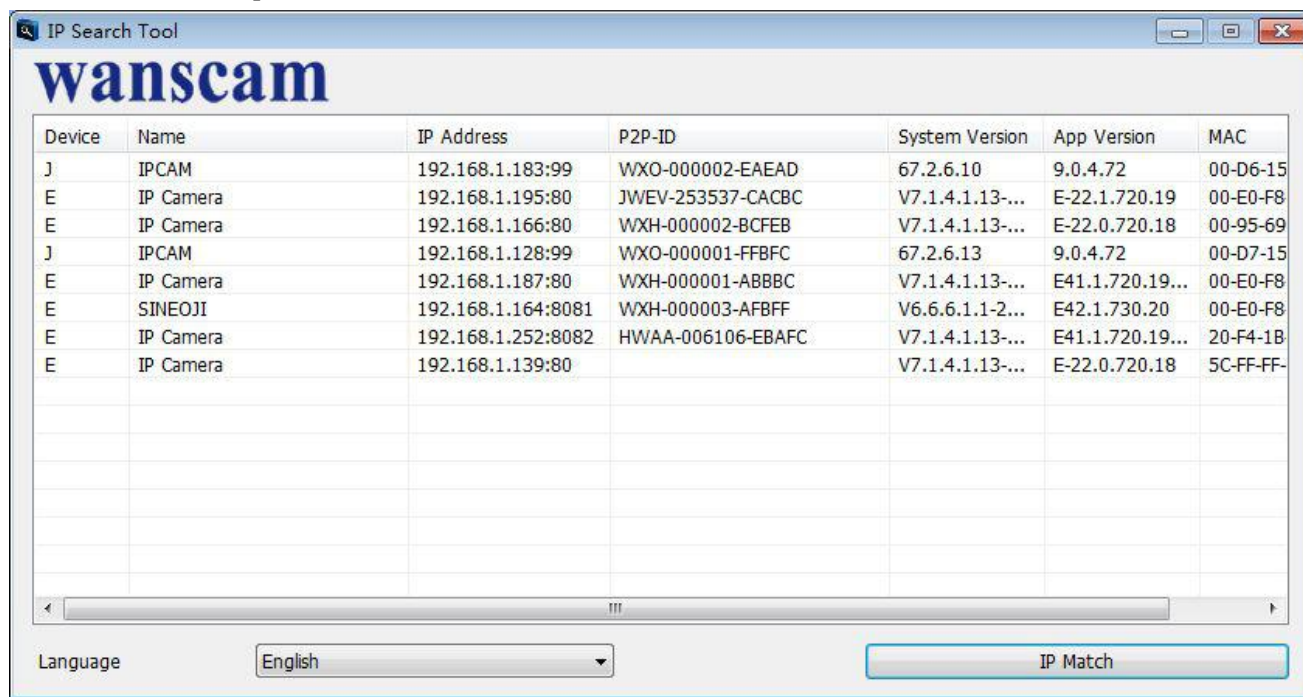 IP Search Tool
wanscam
Device Name IP Address P2P-ID System Version App Version MAC
J IPCAM 192.168.1.183:99 WXO-000002-EAEAD 67.2.6.10 9.0.4.72 00-D6-15
E IP Camera 192.168.1.195:80 JWEV-253537-CACBC V7.1.4.1.13-... E-22.1.720.19 00-E0-F8
E IP Camera 192.168.1.166:80 WXH-000002-BCFEB V7.1.4.1.13-... E-22.0.720.18 00-95-69
J IPCAM 192.168.1.128:99 WXO-000001-FFBFC 67.2.6.13 9.0.4.72 00-D7-15
E IP Camera 192.168.1.187:80 WXH-000001-ABBBC V7.1.4.1.13-... E41.1.720.19... 00-E0-F8
E SINEOJI 192.168.1.164:8081 WXH-000003-AFBFF V6.6.6.1.1-2... E42.1.730.20 00-E0-F8
E IP Camera 192.168.1.252:8082 HWAA-006106-EBAFC V7.1.4.1.13-... E41.1.720.19... 20-F4-1B
E IP Camera 192.168.1.139:80 V7.1.4.1.13-... E-22.0.720.18 5C-FF-FF-
Language English IP Match